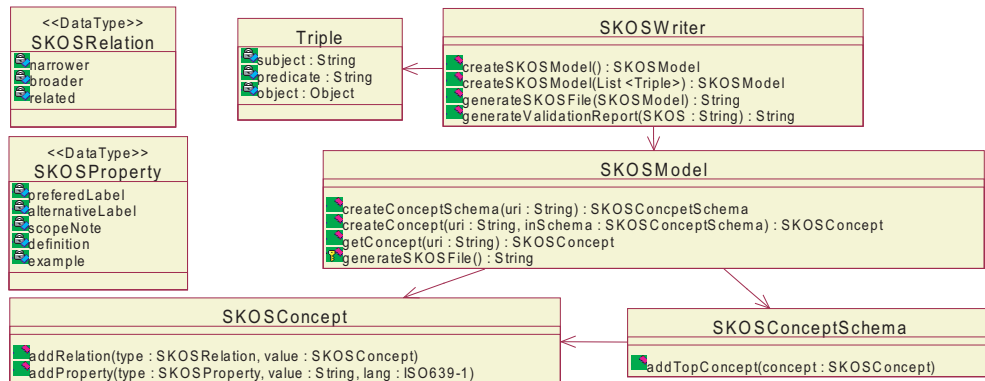 <<DataType>>
SKOSRelation
narrower
broader
related
Triple
subject : String
predicate : String
object : Object
SKOSWriter
createSKOSModel() : SKOSModel
createSKOSModel(List <Triple>) : SKOSModel
generateSKOSFile(SKOSModel) : String
generateValidationReport(SKOS : String) : String
<<DataType>>
SKOSProperty
preferedLabel
alternativeLabel
scopeNote
definition
example
SKOSModel
createConceptSchema(uri : String) : SKOSConcpetSchema
createConcept(uri : String, inSchema : SKOSConceptSchema) : SKOSConcept
getConcept(uri : String) : SKOSConcept
generateSKOSFile() : String
SKOSConcept
addRelation(type : SKOSRelation, value : SKOSConcept)
addProperty(type : SKOSProperty, value : String, lang : ISO639-1)
SKOSConceptSchema
addTopConcept(concept : SKOSConcept)